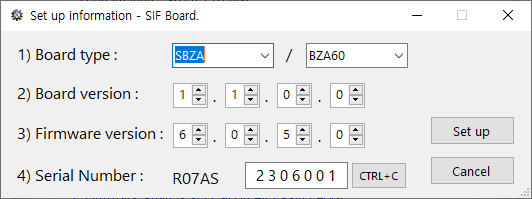 Set up information - SIF Board.
1) Board type : SBZA / BZA60
2) Board version : 1 . 1 . 0 . 0
3) Firmware version : 6 . 0 . 5 . 0
Set up
4) Serial Number : R07AS 2306001 CTRL+C
Cancel